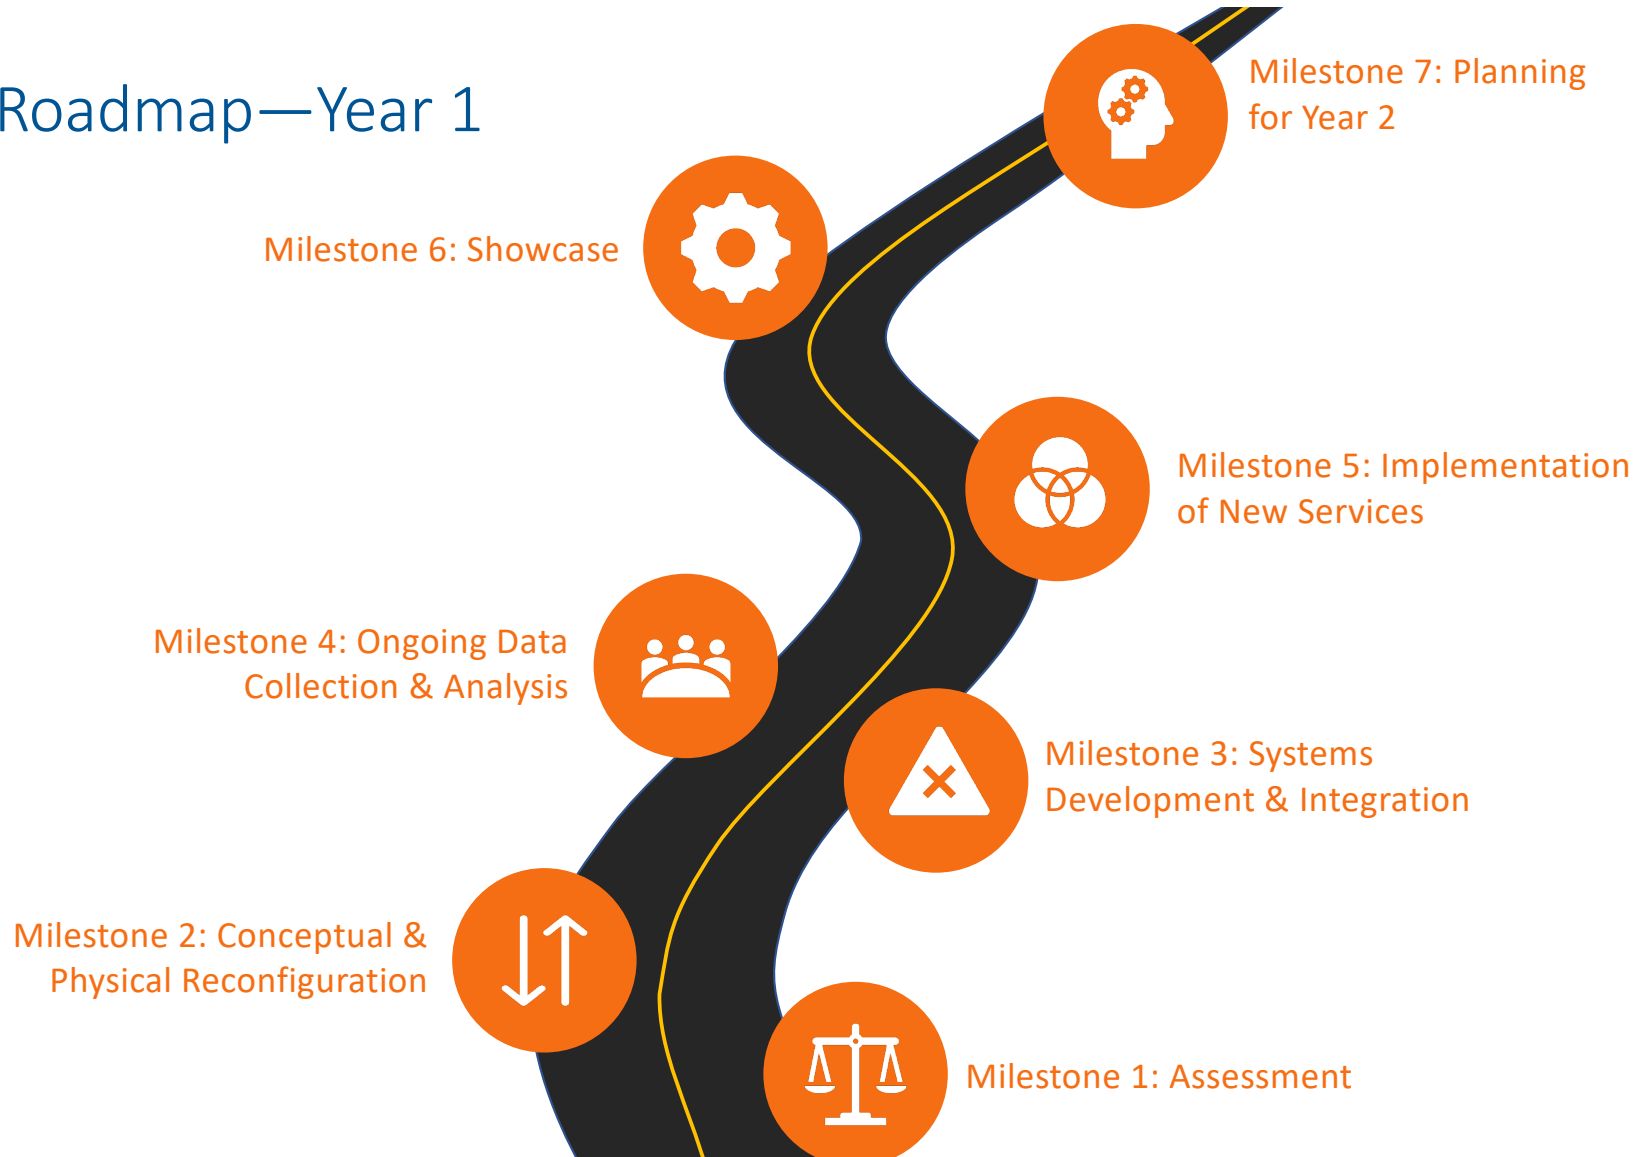 Roadmap—Year 1
Milestone 7: Planning
for Year 2
Milestone 6: Showcase
Milestone 5: Implementation
of New Services
Milestone 4: Ongoing Data
Collection & Analysis
Milestone 3: Systems
Development & Integration
Milestone 2: Conceptual &
Physical Reconfiguration
Milestone 1: Assessment